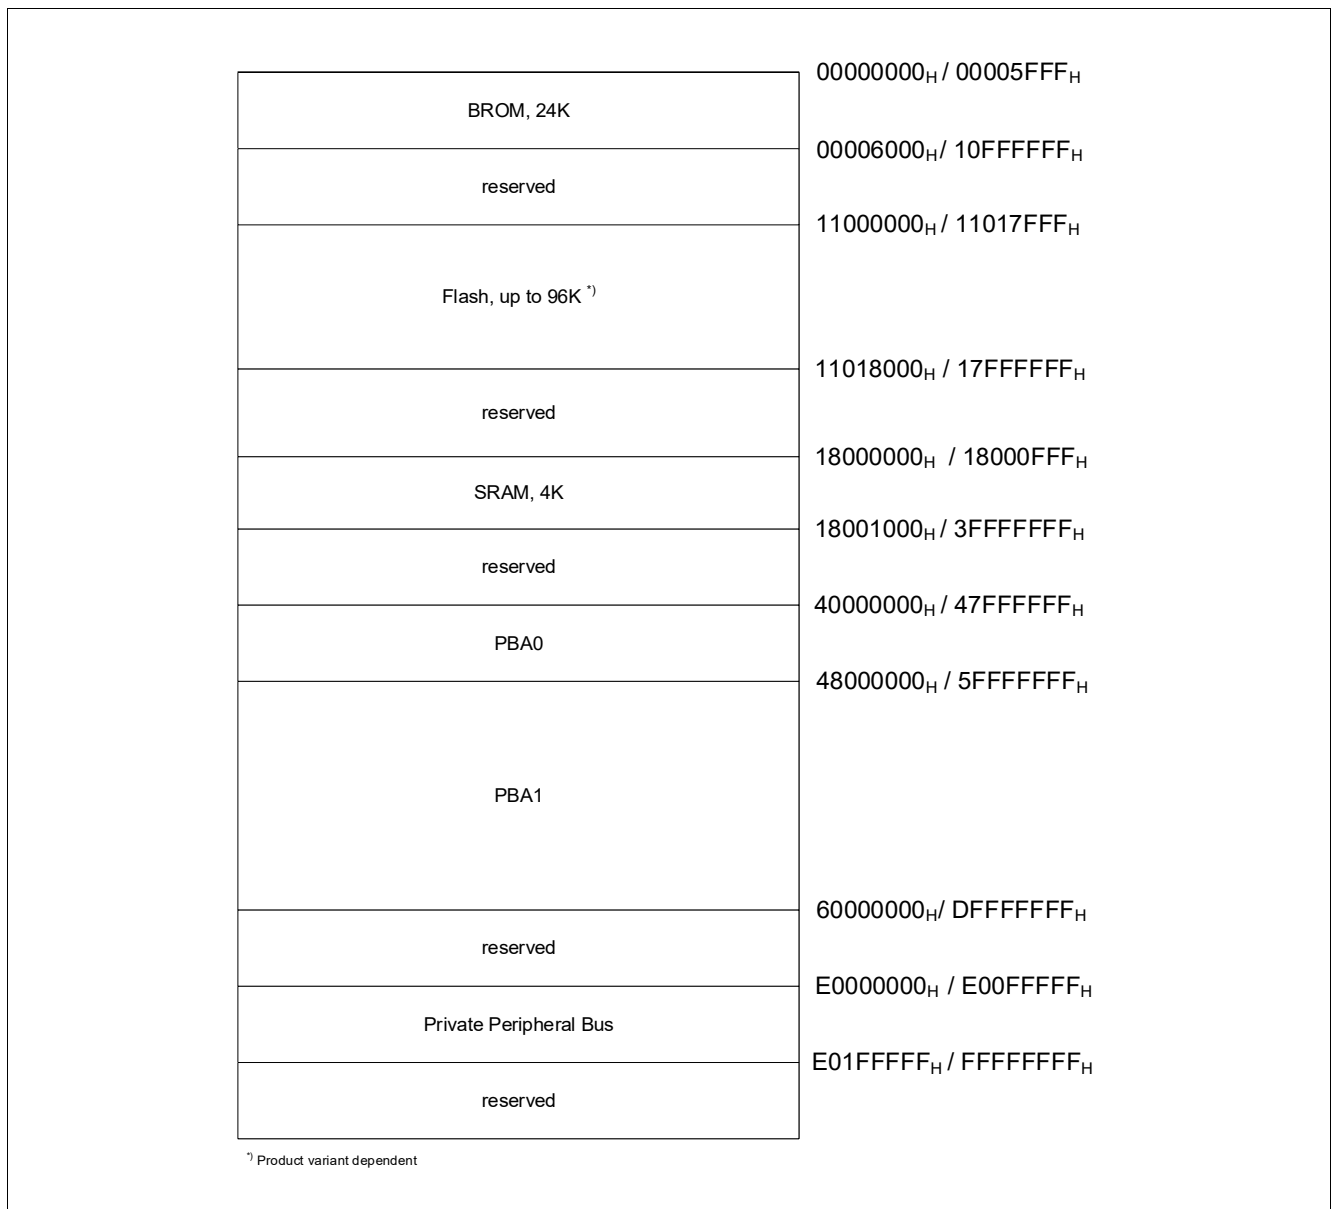 00000000H / 00005FFFH
BROM, 24K
00006000H / 10FFFFFFH
reserved
11000000H / 11017FFFH
Flash, up to 96K *)
11018000H / 17FFFFFFH
reserved
18000000H / 18000FFFH
SRAM, 4K
18001000H / 3FFFFFFFH
reserved
40000000H / 47FFFFFFH
PBA0
48000000H / 5FFFFFFFH
PBA1
60000000H/ DFFFFFFFH
reserved
E0000000H / E00FFFFFH
Private Peripheral Bus
E01FFFFFH / FFFFFFFFH
reserved
*) Product variant dependent